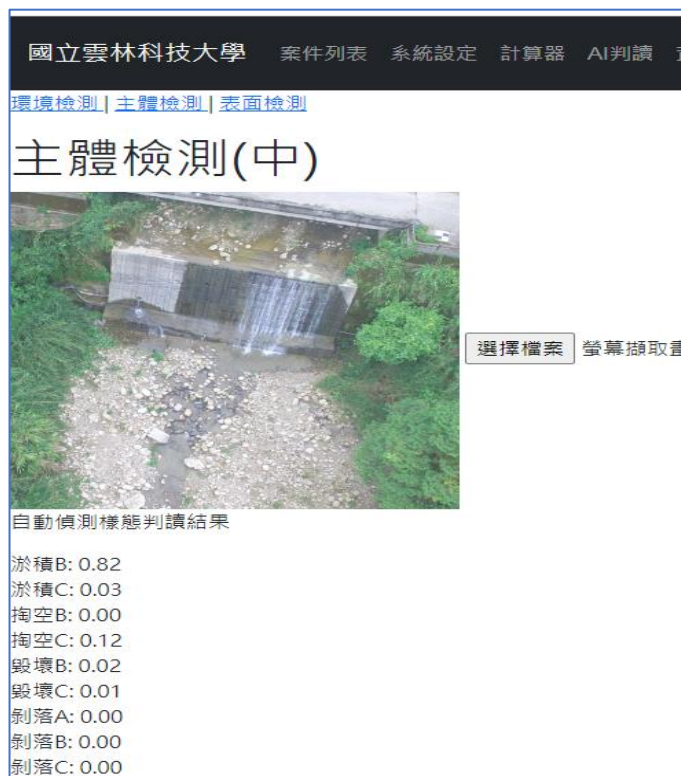 國立雲林科技大學 案件列表 系統設定 計算器 AI判讀
環境檢測 | 主體檢測 | 表面檢測
主體檢測(中)
選擇檔案 螢幕擷取
自動偵測樣態判讀結果
淤積B: 0.82
淤積C: 0.03
掏空B: 0.00
掏空C: 0.12
毀壞B: 0.02
毀壞C: 0.01
剝落A: 0.00
剝落B: 0.00
剝落C: 0.00